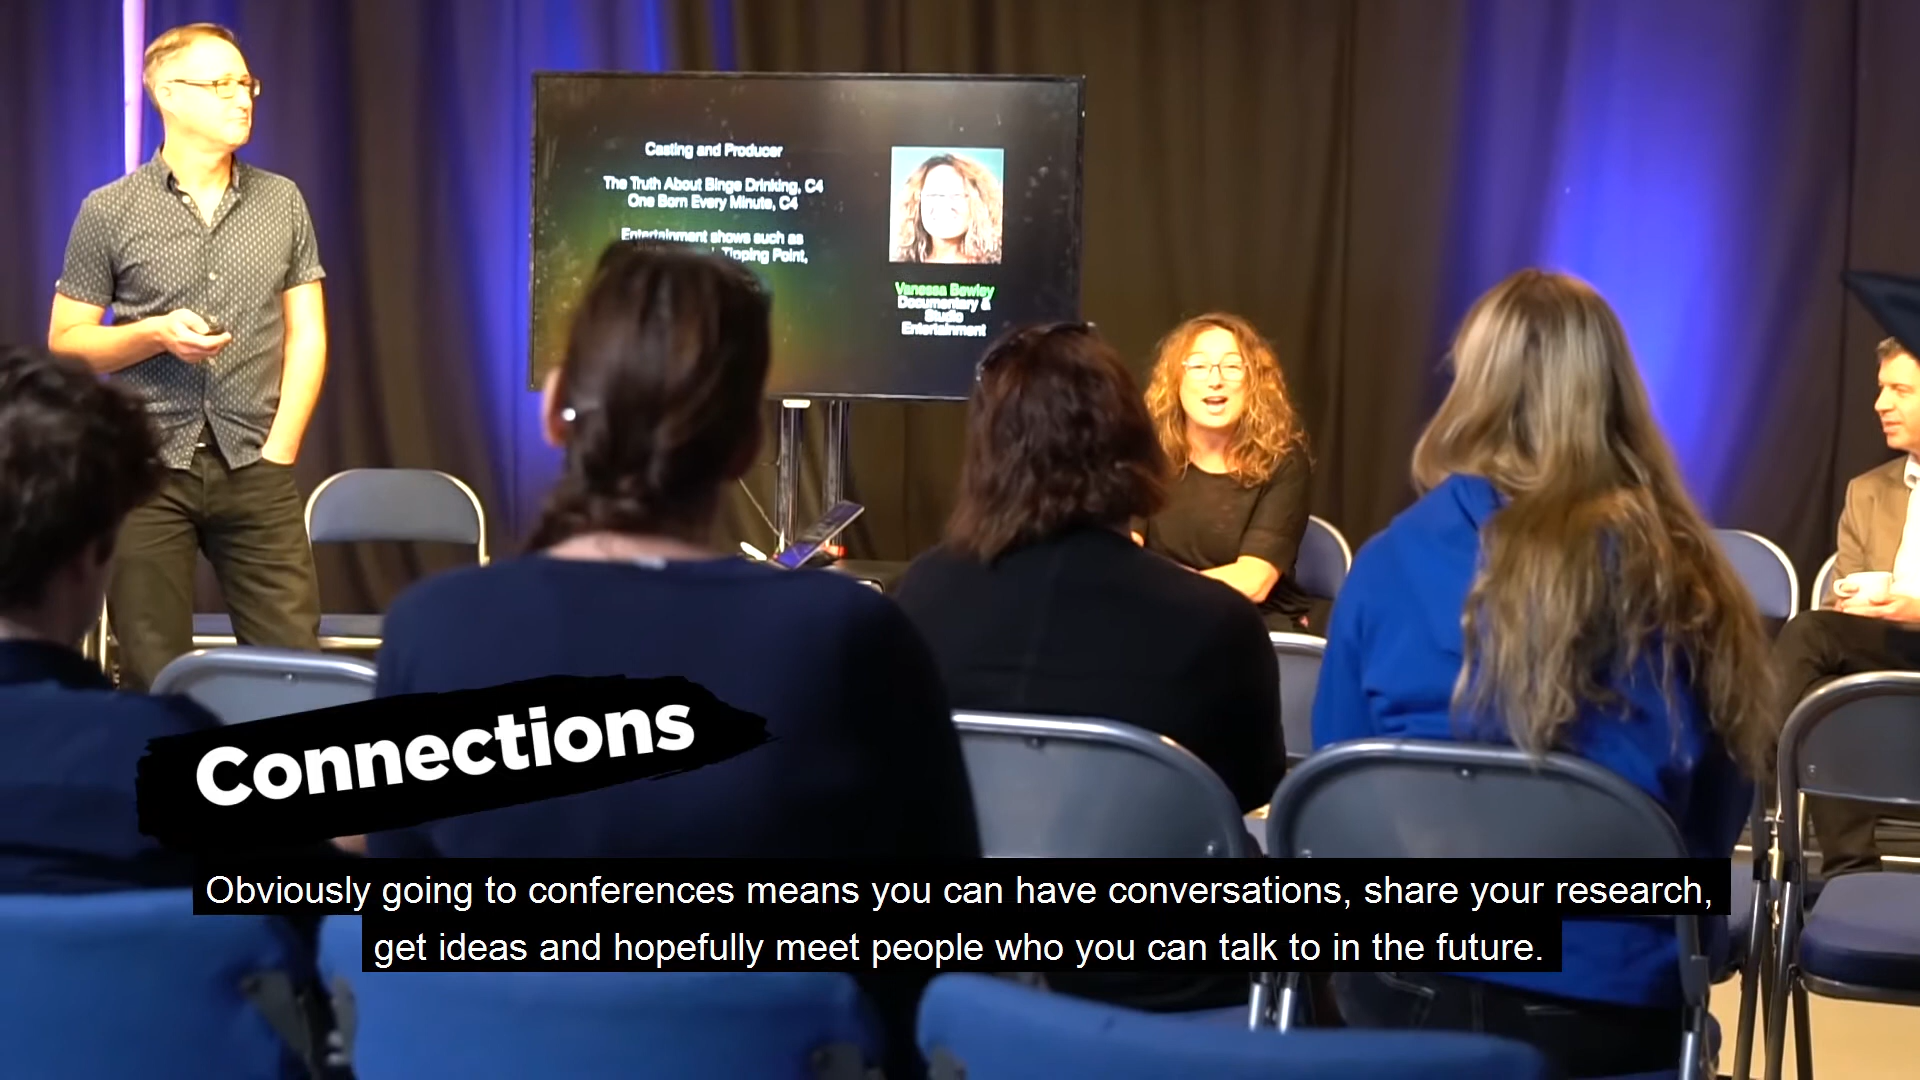 Casting and Producer
The Truth About Binge Drinking, C4
One Born Every Minute, C4
Entertainment shows such as
Tipping Point,
Vanessa Bewley
Documentary &
Studio
Entertainment
Connections
Obviously going to conferences means you can have conversations, share your research,
get ideas and hopefully meet people who you can talk to in the future.